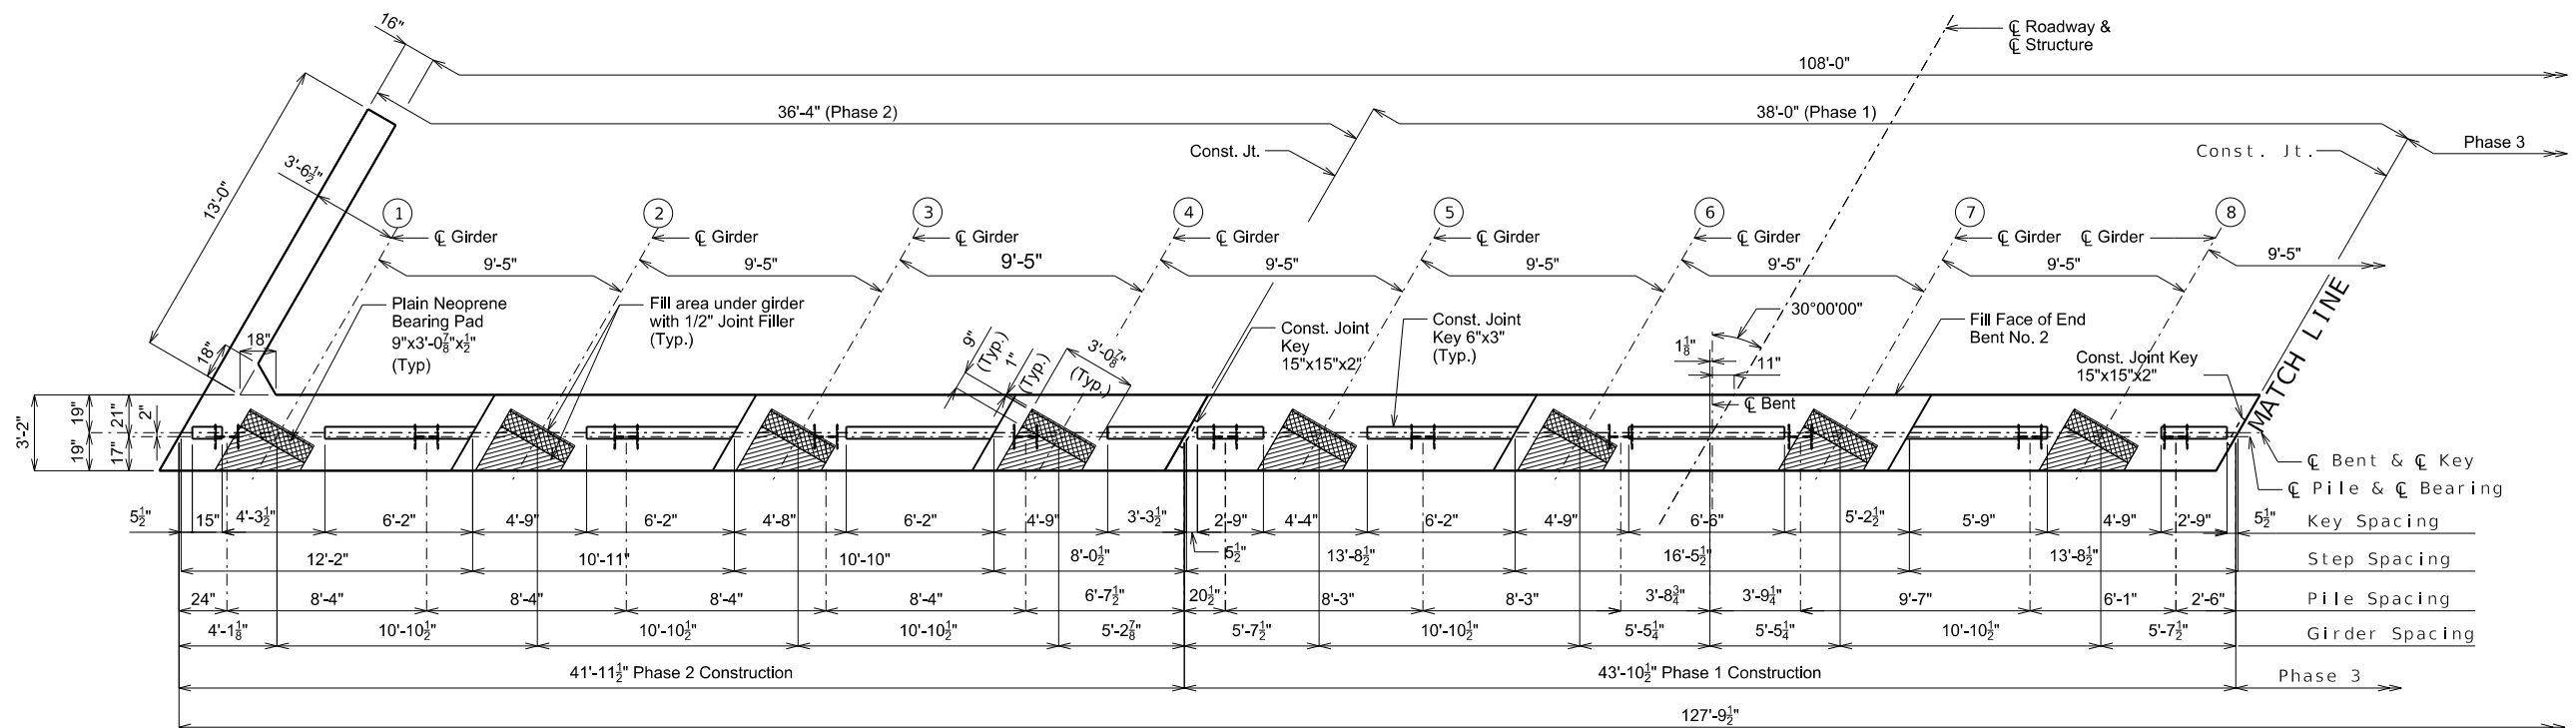 16"
℄ Roadway &
℄ Structure
108'-0"
36'-4" (Phase 2)
38'-0" (Phase 1)
Phase 3
Const. Jt.
Const. Jt.
13'-0"
3'-6½"
1 2 3 4 5 6 7 8
℄ Girder ℄ Girder ℄ Girder ℄ Girder ℄ Girder ℄ Girder ℄ Girder ℄ Girder
9'-5" 9'-5" 9'-5" 9'-5" 9'-5" 9'-5" 9'-5" 9'-5"
Plain Neoprene
Bearing Pad
9"x3'-0⅞"x½"
(Typ)
Fill area under girder
with 1/2" Joint Filler
(Typ.)
9"
(Typ.)
1"
(Typ.)
3'-0⅞"
(Typ.)
Const. Joint
Key
15"x15"x2"
Const. Joint
Key 6"x3"
(Typ.)
30°00'00"
1⅛"
11"
℄ Bent
Fill Face of End
Bent No. 2
Const. Joint Key
15"x15"x2"
MATCH LINE
18"
18"
3'-2"
19"
19"
21"
17"
2"
℄ Bent & ℄ Key
℄ Pile & ℄ Bearing
5½" 15" 4'-3½" 6'-2" 4'-9" 6'-2" 4'-8" 6'-2" 4'-9" 3'-3½" 5½" 2'-9" 4'-4" 6'-2" 4'-9" 6'-6" 5'-2½" 5'-9" 4'-9" 2'-9" 5½" Key Spacing
12'-2" 10'-11" 10'-10" 8'-0½" 13'-8½" 16'-5½" 13'-8½" Step Spacing
24" 8'-4" 8'-4" 8'-4" 8'-4" 6'-7½" 20½" 8'-3" 8'-3" 3'-8¾" 3'-9¼" 9'-7" 6'-1" 2'-6" Pile Spacing
4'-1⅛" 10'-10½" 10'-10½" 10'-10½" 5'-2⅞" 5'-7½" 10'-10½" 5'-5¼" 5'-5¼" 10'-10½" 5'-7½" Girder Spacing
41'-11½" Phase 2 Construction
43'-10½" Phase 1 Construction
Phase 3
127'-9½"